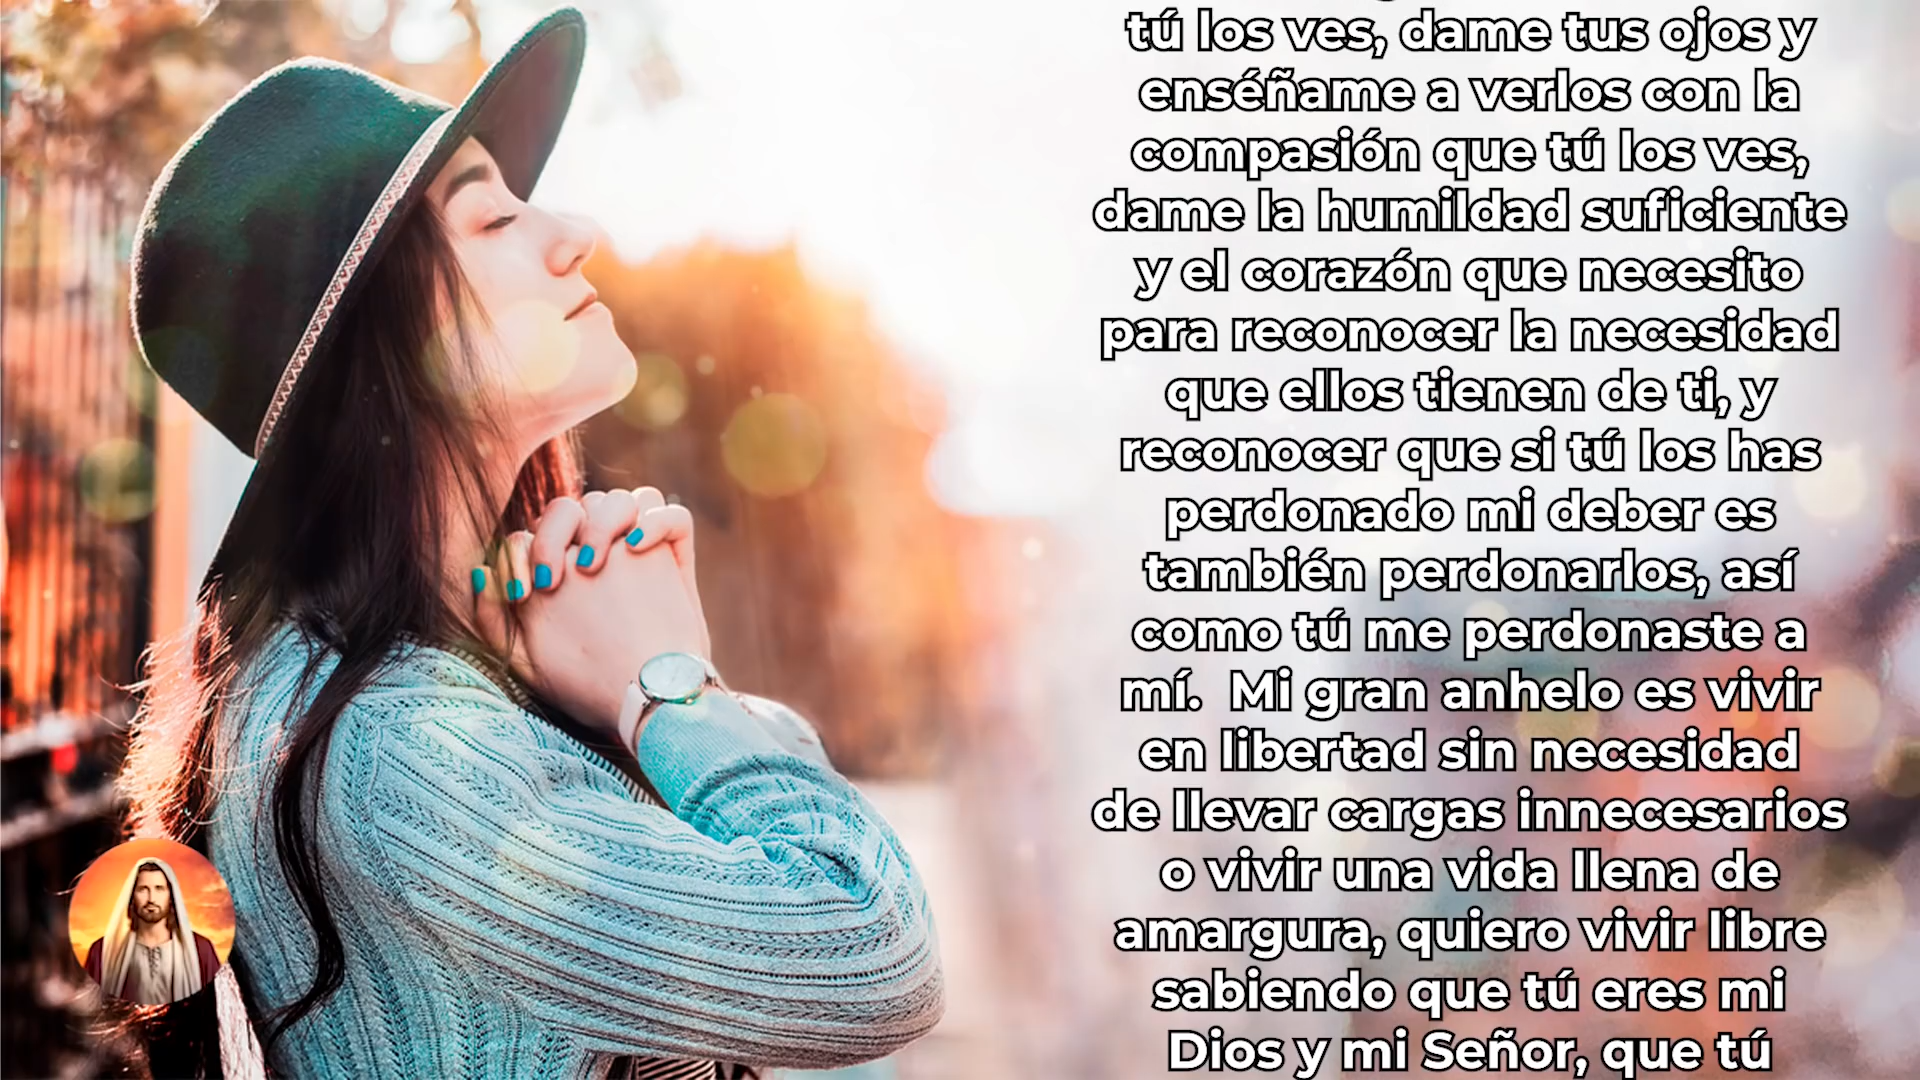 tú los ves, dame tus ojos y
enséñame a verlos con la
compasión que tú los ves,
dame la humildad suficiente
y el corazón que necesito
para reconocer la necesidad
que ellos tienen de ti, y
reconocer que si tú los has
perdonado mi deber es
también perdonarlos, así
como tú me perdonaste a
mí.  Mi gran anhelo es vivir
en libertad sin necesidad
de llevar cargas innecesarios
o vivir una vida llena de
amargura, quiero vivir libre
sabiendo que tú eres mi
Dios y mi Señor, que tú